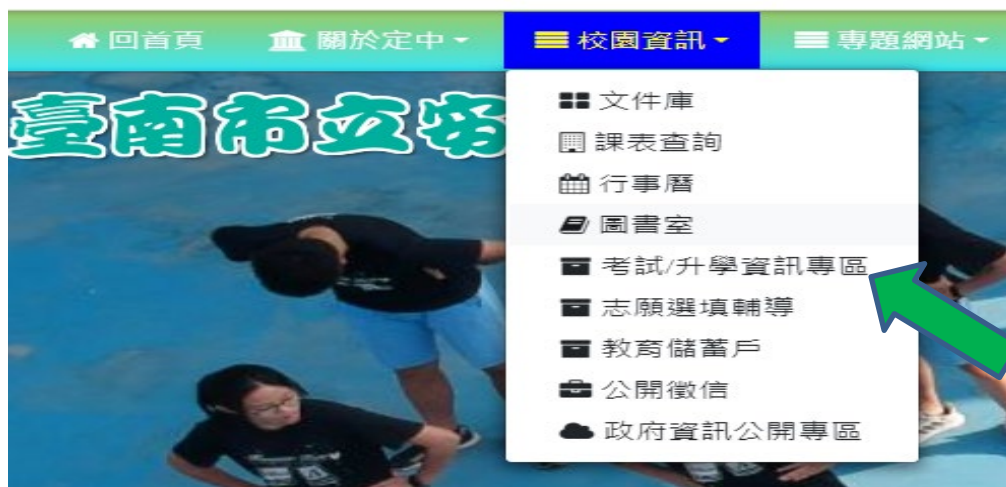 回首頁 關於定中 校園資訊 專題網站
臺南市立安
文件庫
課表查詢
行事曆
圖書室
考試/升學資訊專區
志願選填輔導
教育儲蓄戶
公開徵信
政府資訊公開專區